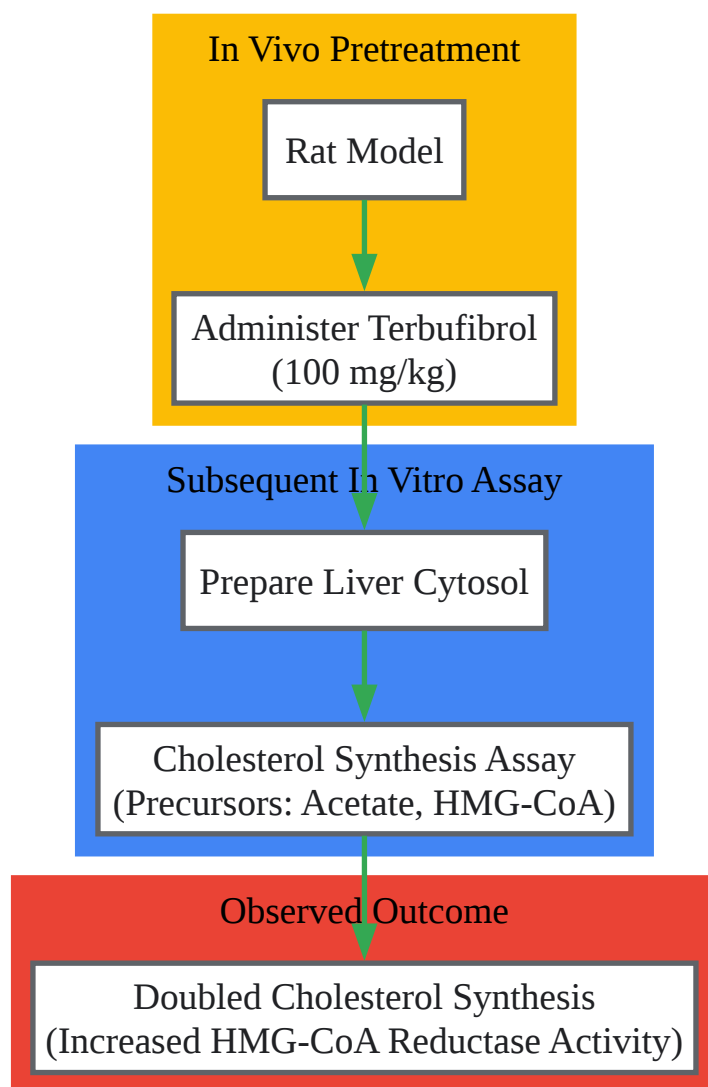 In Vivo Pretreatment
Rat Model
Administer Terbufibrol
(100 mg/kg)
Subsequent In Vitro Assay
Prepare Liver Cytosol
Cholesterol Synthesis Assay
(Precursors: Acetate, HMG-CoA)
Observed Outcome
Doubled Cholesterol Synthesis
(Increased HMG-CoA Reductase Activity)